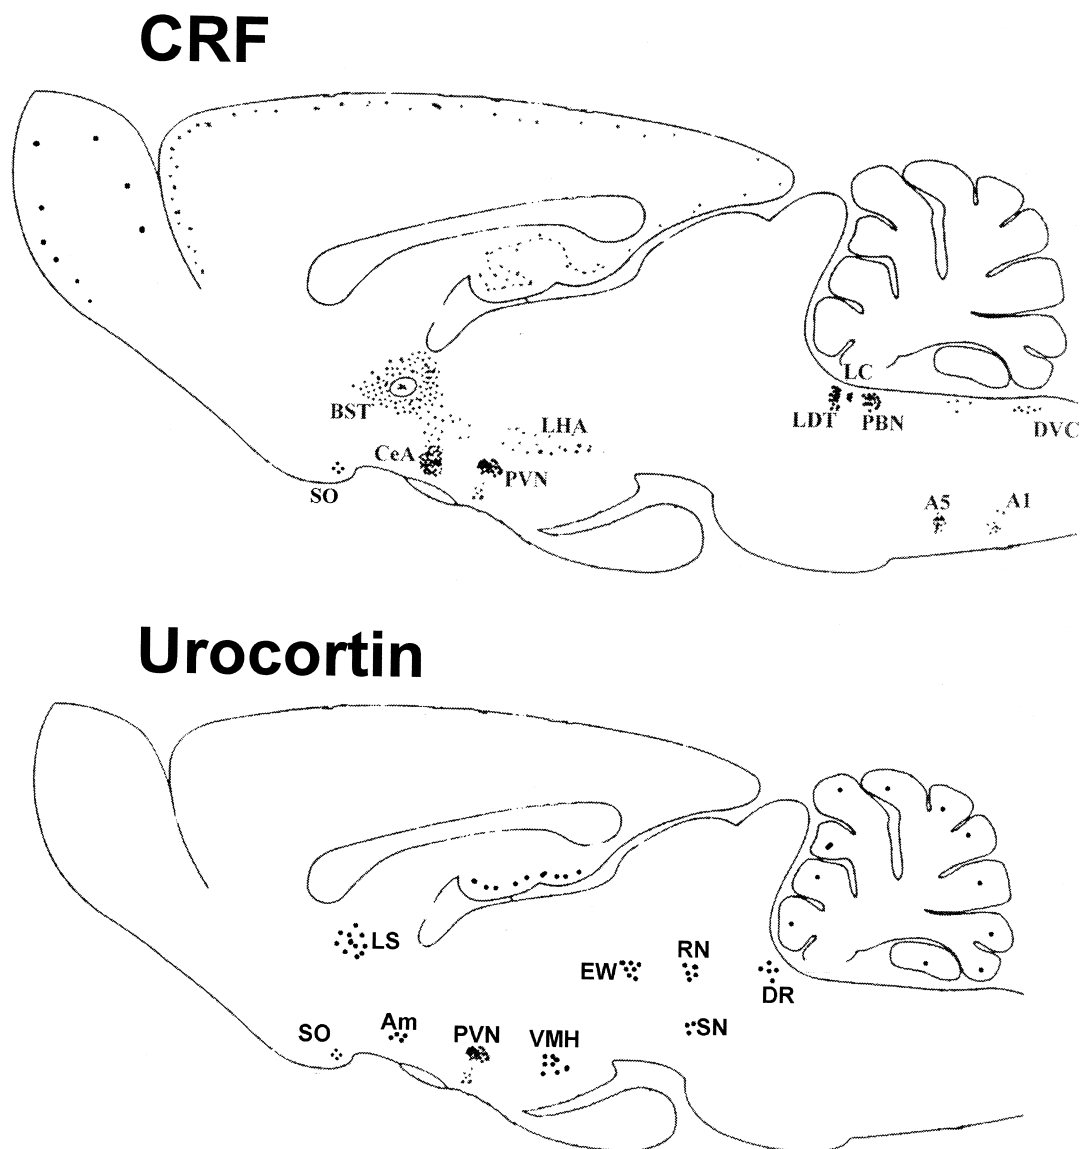 CRF
LC
BST
LDT
PBN
LHA
DVC
CeA
PVN
SO
A5
A1
Urocortin
LS
RN
EW
DR
SO
Am
PVN
VMH
SN